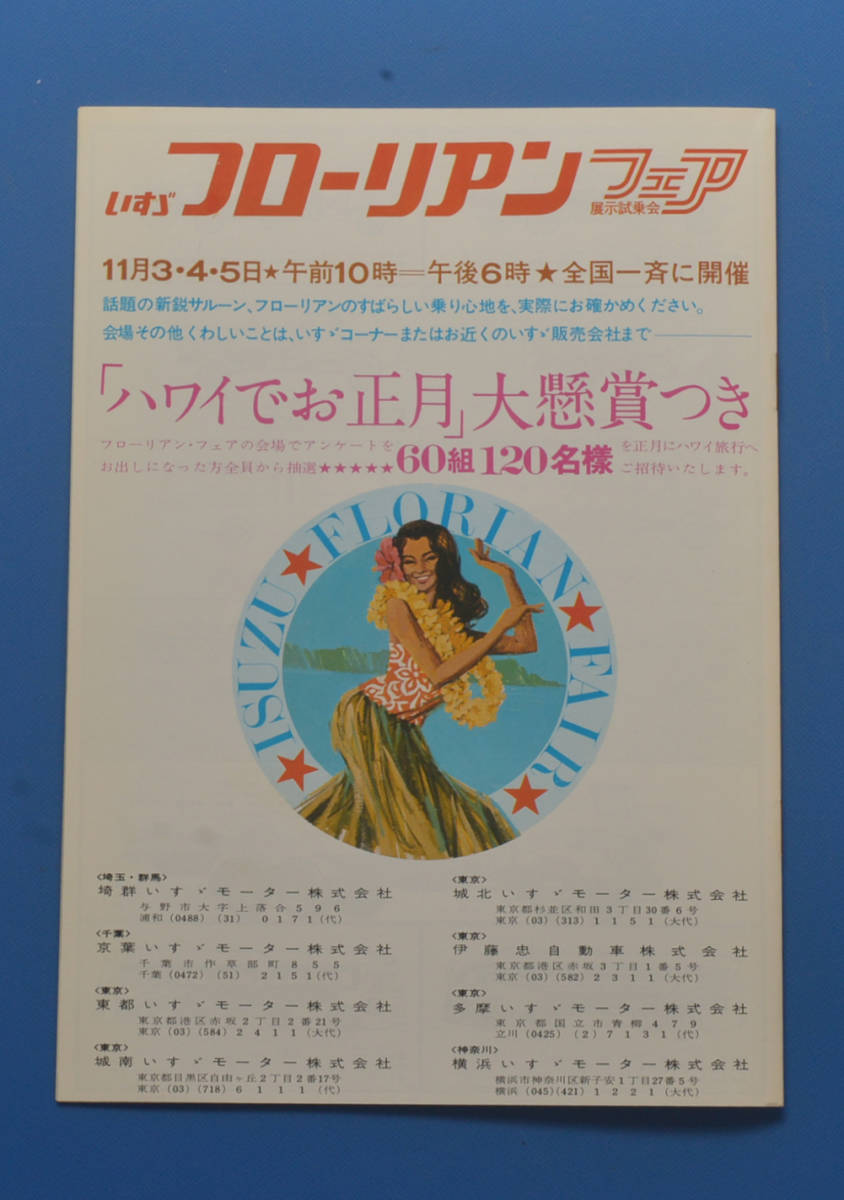 いすゞ フローリアン フェア
展示試乗会
11月3・4・5日★午前10時=午後6時★全国一斉に開催
話題の新鋭サルーン、フローリアンのすばらしい乗り心地を、実際にお確かめください。
会場その他くわしいことは、いすゞコーナーまたはお近くのいすゞ販売会社まで―――
「ハワイでお正月」大懸賞つき
フローリアン・フェアの会場でアンケートを
お出しになった方全員から抽選★★★★★
60組120名様
を正月にハワイ旅行へ
ご招待いたします。
ISUZU★FLORIAN★FAIR★
〈埼玉・群馬〉
埼群いすゞモーター株式会社
与野市大字上落合596
浦和(0488)(31)0171(代)
〈千葉〉
京葉いすゞモーター株式会社
千葉市作草部町855
千葉(0472)(51)2151(代)
〈東京〉
東都いすゞモーター株式会社
東京都港区赤坂2丁目2番21号
東京(03)(584)2411(大代)
〈東京〉
城南いすゞモーター株式会社
東京都目黒区自由ヶ丘2丁目2番17号
東京(03)(718)6111(代)
〈東京〉
城北いすゞモーター株式会社
東京都杉並区和田3丁目30番6号
東京(03)(313)1151(大代)
〈東京〉
伊藤忠自動車株式会社
東京都港区赤坂3丁目1番5号
東京(03)(582)2311(大代)
〈東京〉
多摩いすゞモーター株式会社
東京都国立市青柳479
立川(0425)(2)7131(代)
〈神奈川〉
横浜いすゞモーター株式会社
横浜市神奈川区新子安1丁目27番5号
横浜(045)(421)1221(大代)